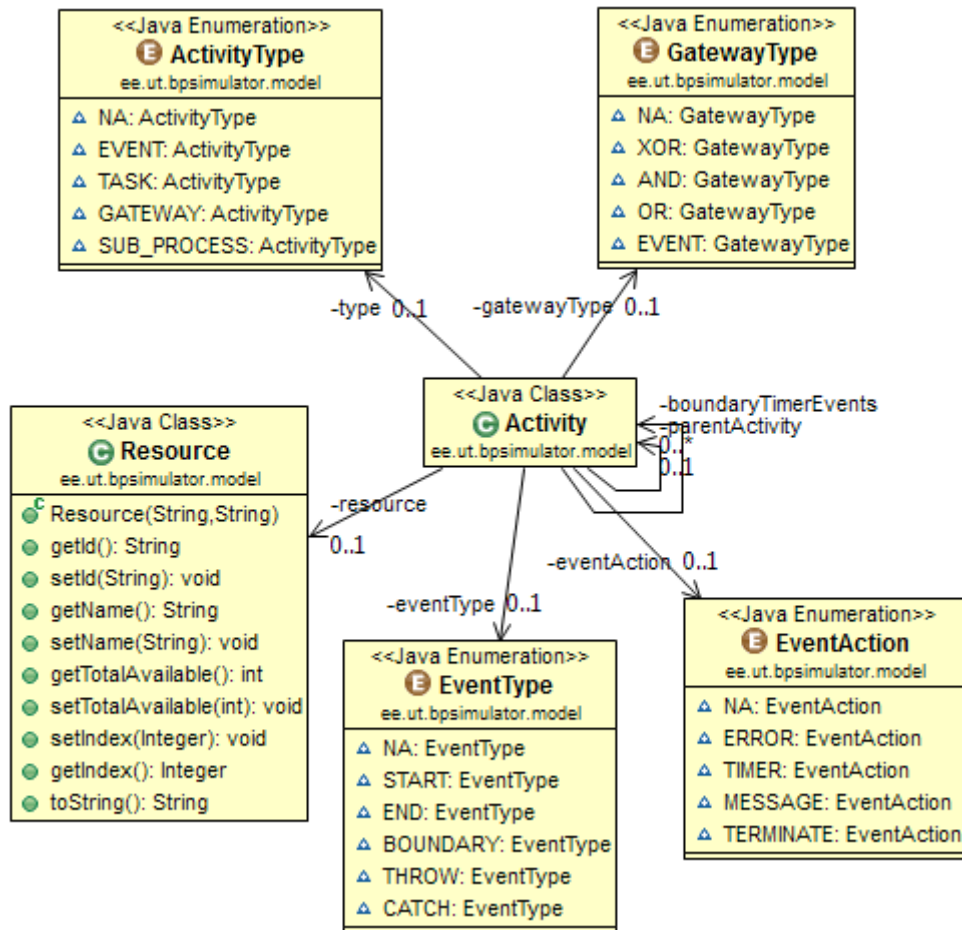 <<Java Enumeration>>
E ActivityType
ee.ut.bpsimulator.model
NA: ActivityType
EVENT: ActivityType
TASK: ActivityType
GATEWAY: ActivityType
SUB_PROCESS: ActivityType
<<Java Enumeration>>
E GatewayType
ee.ut.bpsimulator.model
NA: GatewayType
XOR: GatewayType
AND: GatewayType
OR: GatewayType
EVENT: GatewayType
-type 0..1
-gatewayType 0..1
<<Java Class>>
C Activity
ee.ut.bpsimulator.model
-boundaryTimerEvents
-parentActivity
0..*
0..1
<<Java Class>>
C Resource
ee.ut.bpsimulator.model
C Resource(String,String)
getId(): String
setId(String): void
getName(): String
setName(String): void
getTotalAvailable(): int
setTotalAvailable(int): void
setIndex(Integer): void
getIndex(): Integer
toString(): String
-resource
0..1
-eventType 0..1
-eventAction 0..1
<<Java Enumeration>>
E EventType
ee.ut.bpsimulator.model
NA: EventType
START: EventType
END: EventType
BOUNDARY: EventType
THROW: EventType
CATCH: EventType
<<Java Enumeration>>
E EventAction
ee.ut.bpsimulator.model
NA: EventAction
ERROR: EventAction
TIMER: EventAction
MESSAGE: EventAction
TERMINATE: EventAction